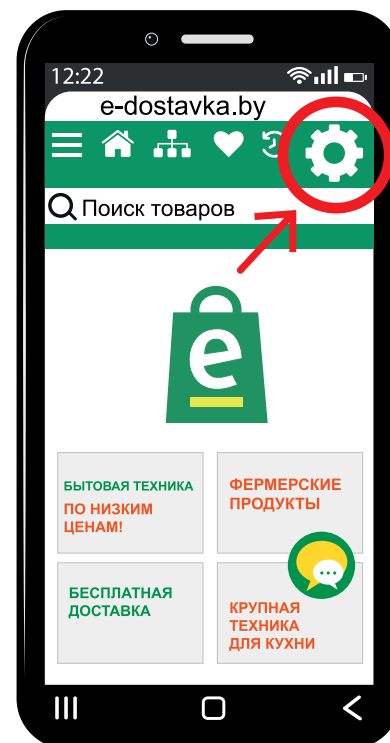 12:22
e-dostavka.by
Поиск товаров
e
БЫТОВАЯ ТЕХНИКА
ПО НИЗКИМ
ЦЕНАМ!
ФЕРМЕРСКИЕ
ПРОДУКТЫ
БЕСПЛАТНАЯ
ДОСТАВКА
КРУПНАЯ
ТЕХНИКА
ДЛЯ КУХНИ